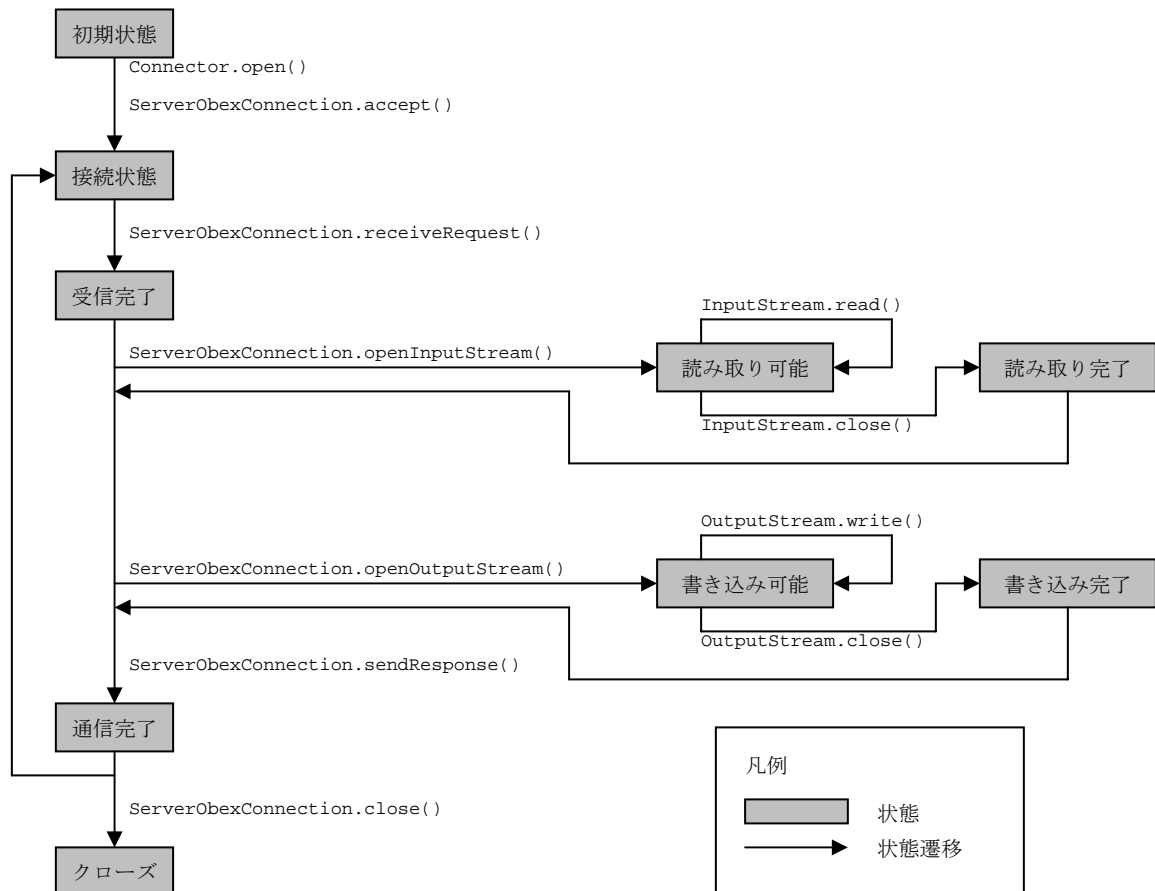 初期状態
Connector.open()
ServerObexConnection.accept()
接続状態
ServerObexConnection.receiveRequest()
受信完了
InputStream.read()
ServerObexConnection.openInputStream()
読み取り可能
読み取り完了
InputStream.close()
OutputStream.write()
ServerObexConnection.openOutputStream()
書き込み可能
書き込み完了
OutputStream.close()
ServerObexConnection.sendResponse()
通信完了
凡例
ServerObexConnection.close()
状態
状態遷移
クローズ